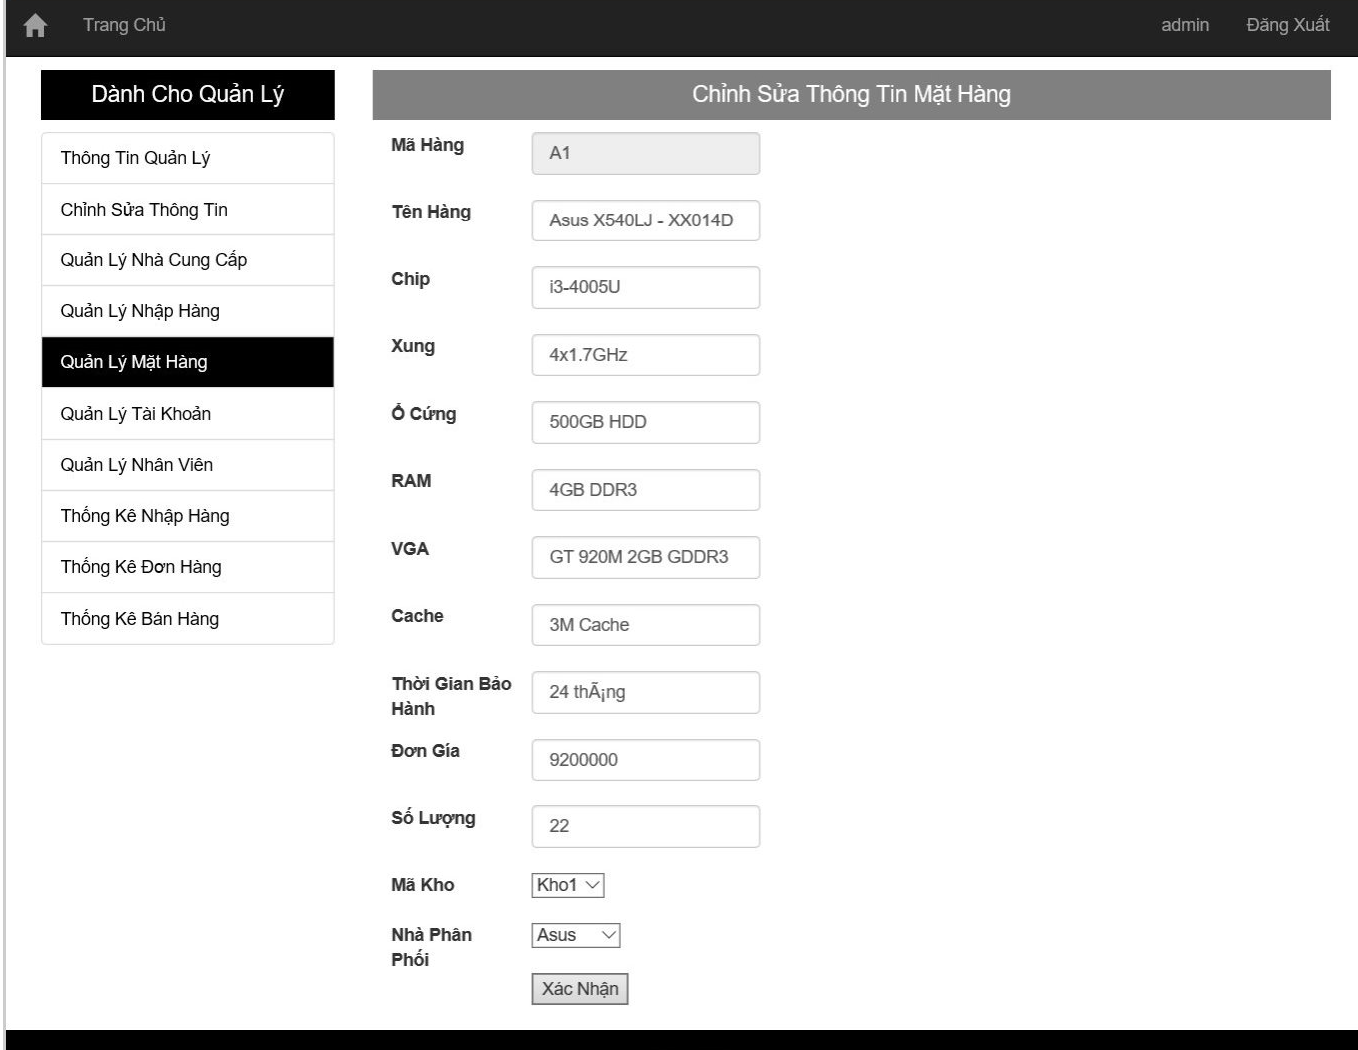 Trang Chủ
admin
Đăng Xuất
Dành Cho Quản Lý
Thông Tin Quản Lý
Chỉnh Sửa Thông Tin
Quản Lý Nhà Cung Cấp
Quản Lý Nhập Hàng
Quản Lý Mặt Hàng
Quản Lý Tài Khoản
Quản Lý Nhân Viên
Thống Kê Nhập Hàng
Thống Kê Đơn Hàng
Thống Kê Bán Hàng
Chỉnh Sửa Thông Tin Mặt Hàng
Mã Hàng
A1
Tên Hàng
Asus X540LJ - XX014D
Chip
i3-4005U
Xung
4x1.7GHz
Ổ Cứng
500GB HDD
RAM
4GB DDR3
VGA
GT 920M 2GB GDDR3
Cache
3M Cache
Thời Gian Bảo
Hành
24 thÃ¡ng
Đơn Gía
9200000
Số Lượng
22
Mã Kho
Kho1
Nhà Phân
Phối
Asus
Xác Nhận